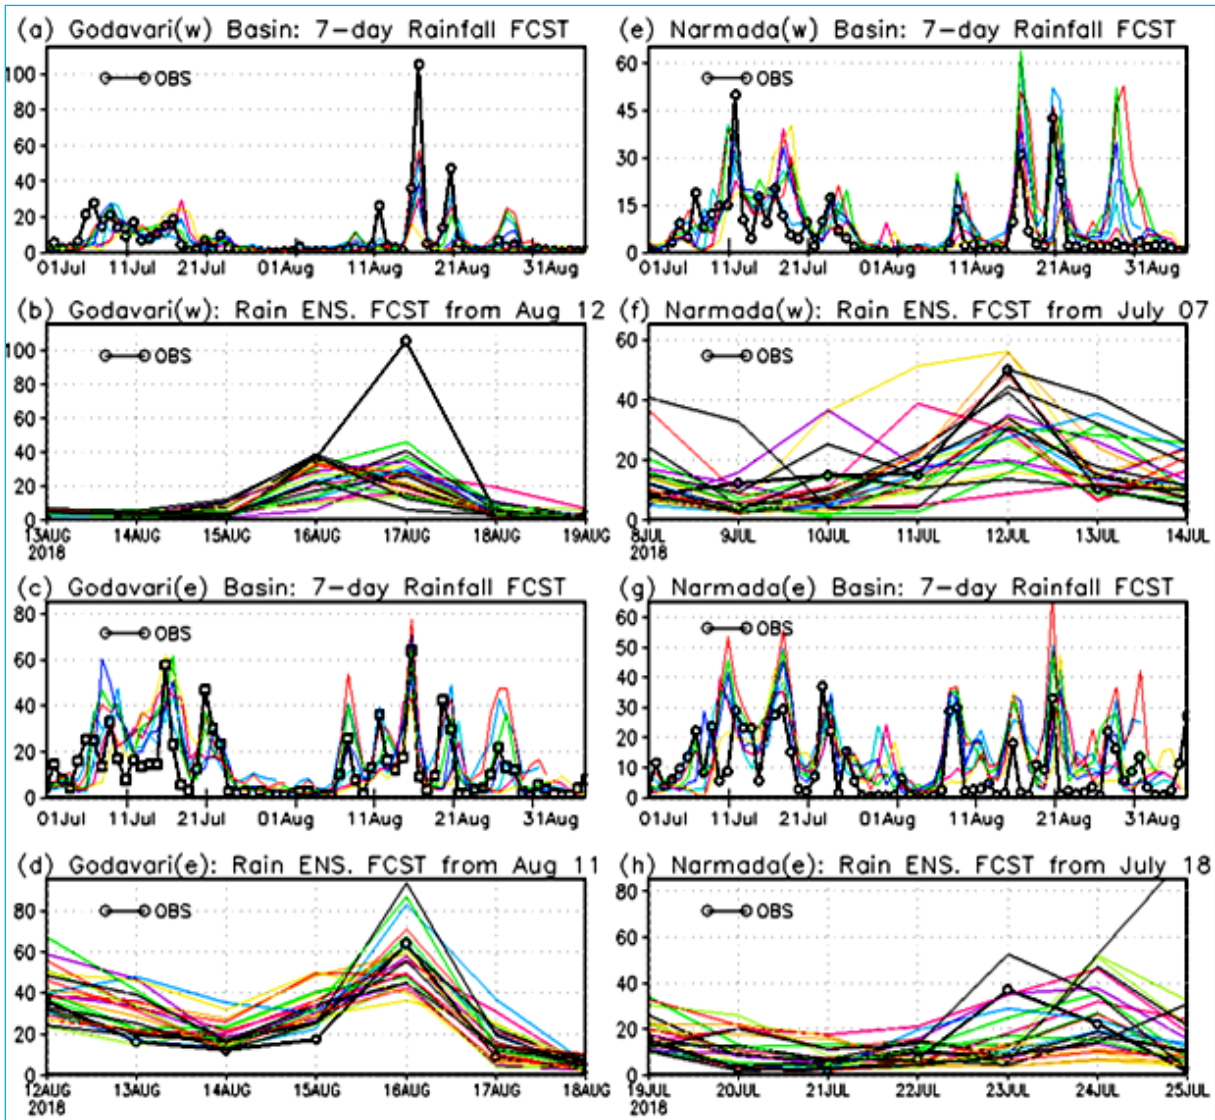 (a) Godavari(w) Basin: 7-day Rainfall FCST
OBS
100
80
60
40
20
0
01Jul 11Jul 21Jul 01Aug 11Aug 21Aug 31Aug
(b) Godavari(w): Rain ENS. FCST from Aug 12
OBS
100
80
60
40
20
0
13AUG 14AUG 15AUG 16AUG 17AUG 18AUG 19AUG
2018
(c) Godavari(e) Basin: 7-day Rainfall FCST
OBS
80
60
40
20
0
01Jul 11Jul 21Jul 01Aug 11Aug 21Aug 31Aug
(d) Godavari(e): Rain ENS. FCST from Aug 11
OBS
80
60
40
20
0
12AUG 13AUG 14AUG 15AUG 16AUG 17AUG 18AUG
2018
(e) Narmada(w) Basin: 7-day Rainfall FCST
OBS
60
45
30
15
0
01Jul 11Jul 21Jul 01Aug 11Aug 21Aug 31Aug
(f) Narmada(w): Rain ENS. FCST from July 07
OBS
60
40
20
0
8JUL 9JUL 10JUL 11JUL 12JUL 13JUL 14JUL
2018
(g) Narmada(e) Basin: 7-day Rainfall FCST
OBS
60
50
40
30
20
10
0
01Jul 11Jul 21Jul 01Aug 11Aug 21Aug 31Aug
(h) Narmada(e): Rain ENS. FCST from July 18
OBS
80
60
40
20
0
19JUL 20JUL 21JUL 22JUL 23JUL 24JUL 25JUL
2018